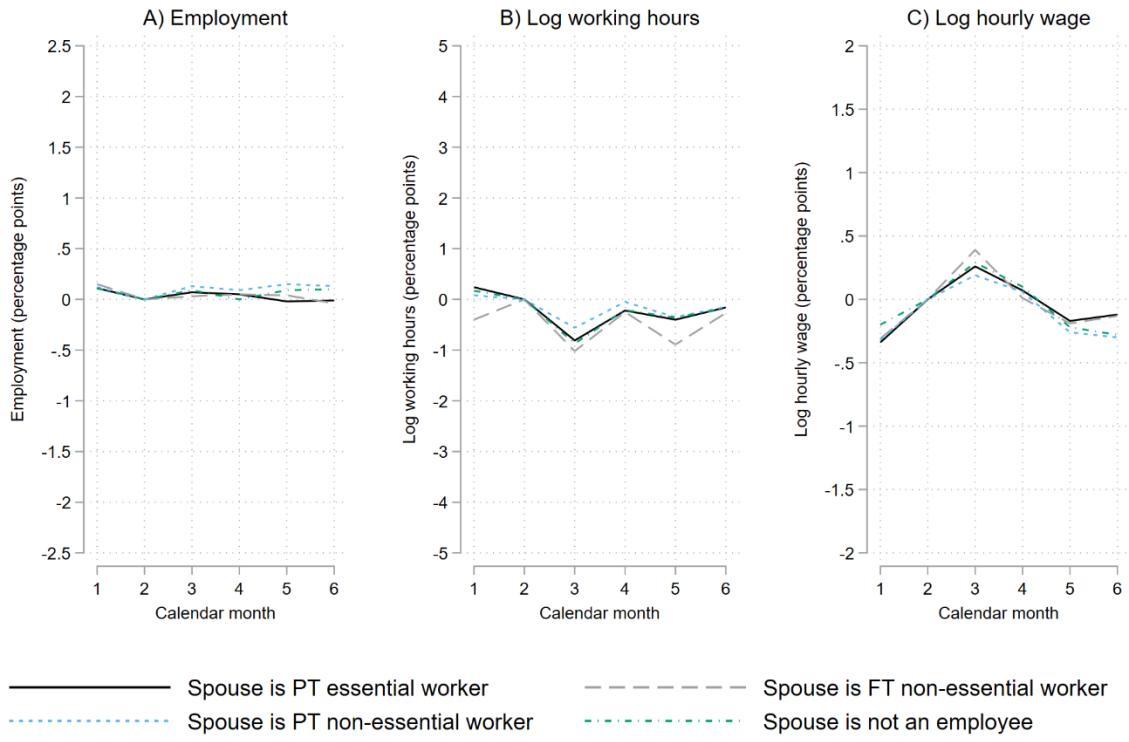 A) Employment
2.5
2
1.5
1
.5
0
-.5
-1
-1.5
-2
-2.5
Employment (percentage points)
1 2 3 4 5 6
Calendar month
B) Log working hours
5
4
3
2
1
0
-1
-2
-3
-4
-5
Log working hours (percentage points)
1 2 3 4 5 6
Calendar month
C) Log hourly wage
2
1.5
1
.5
0
-.5
-1
-1.5
-2
Log hourly wage (percentage points)
1 2 3 4 5 6
Calendar month
Spouse is PT essential worker
Spouse is FT non-essential worker
Spouse is PT non-essential worker
Spouse is not an employee